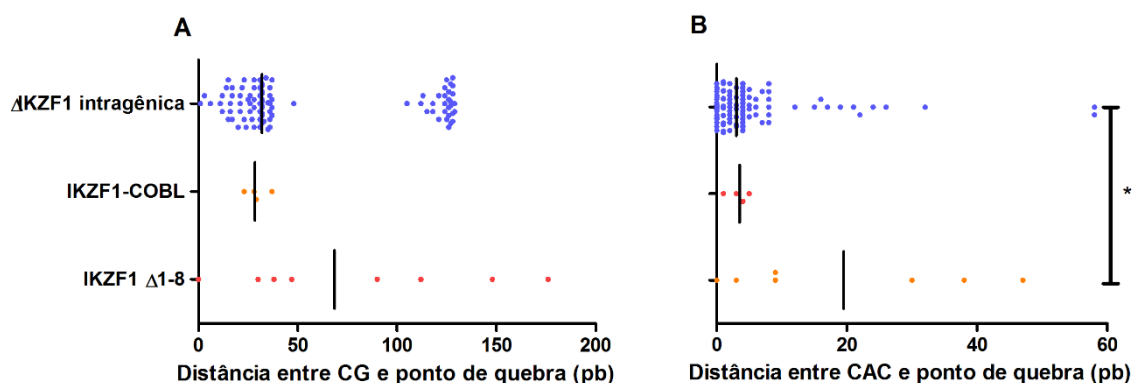 A
B
ΔIKZF1 intragênica
IKZF1-COBL
IKZF1 Δ1-8
*
0 50 100 150 200
0 20 40 60
Distância entre CG e ponto de quebra (pb)
Distância entre CAC e ponto de quebra (pb)